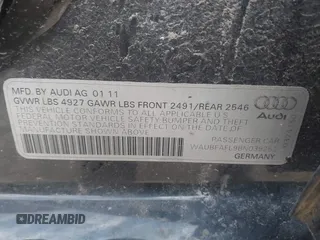 MFD. BY AUDI AG 01 11
GVWR LBS 4927 GAWR LBS FRONT 2491/REAR 2546
THIS VEHICLE CONFORMS TO ALL APPLICABLE
FEDERAL MOTOR VEHICLE SAFETY BUMPER AND THEFT
PREVENTION STANDARDS IN EFFECT ON THE DATE OF
MANUFACTURE SHOWN ABOVE.
Audi
PASSENGER CAR
DREAMBID